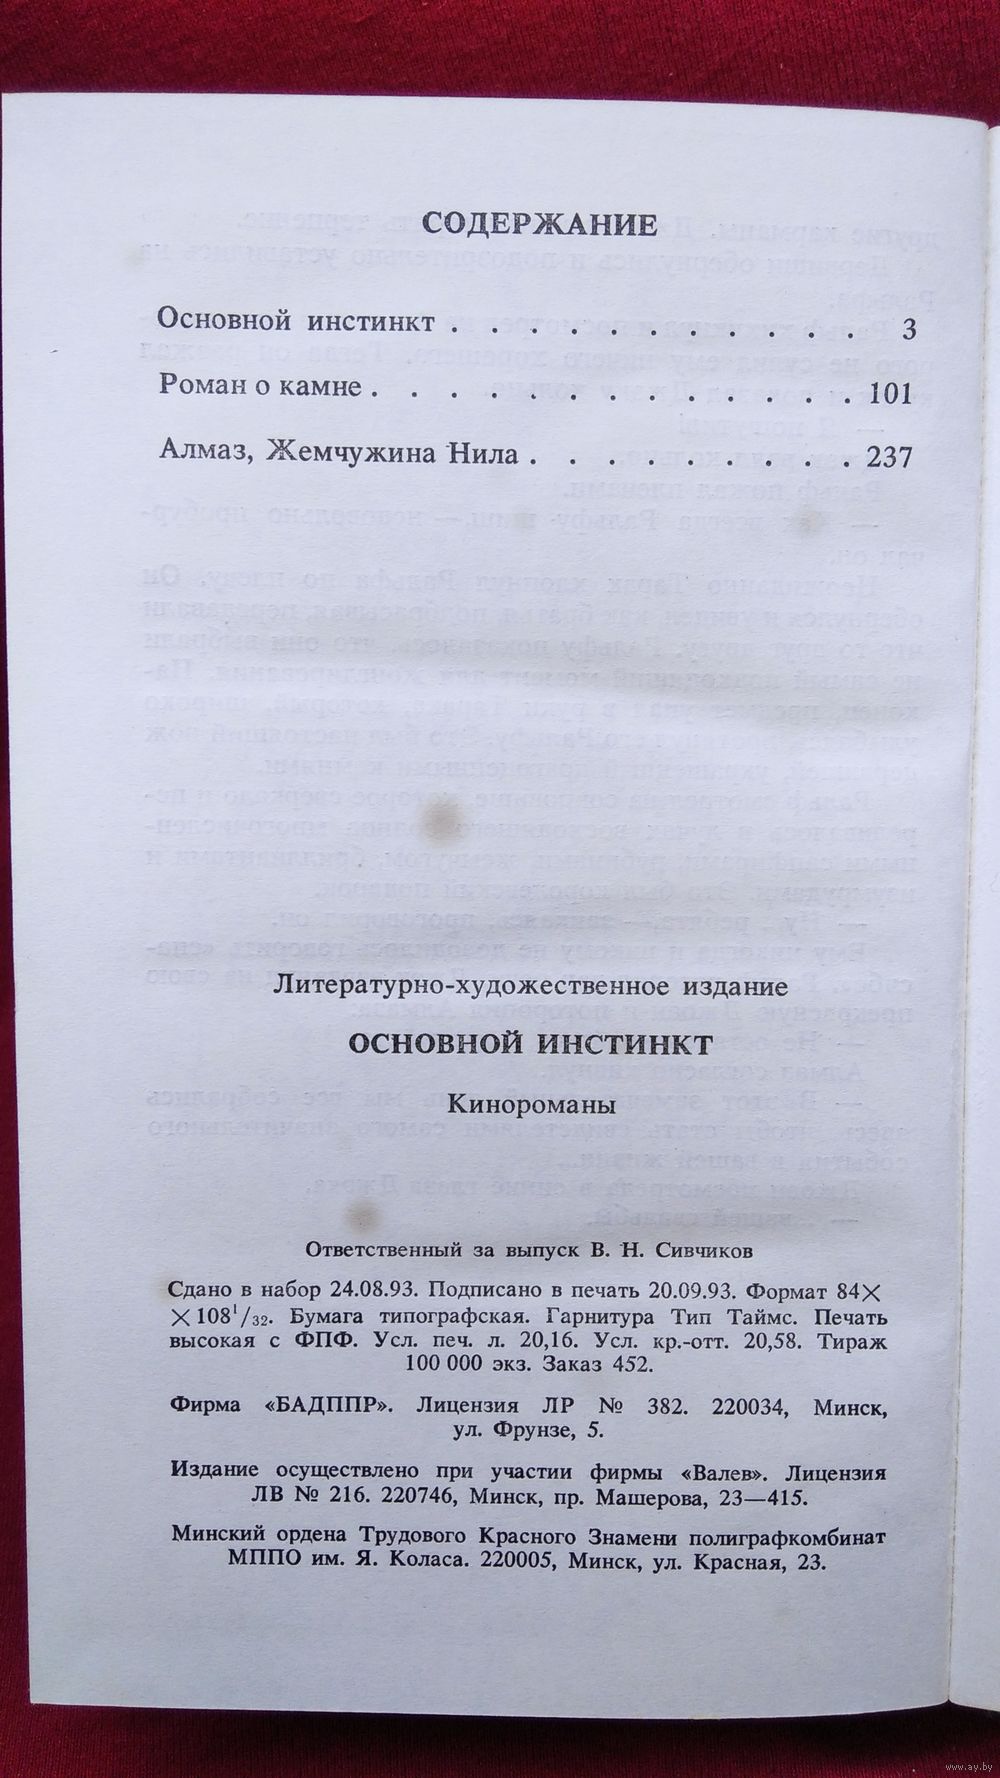 СОДЕРЖАНИЕ
Основной инстинкт . . . . . . . . . . . 3
Роман о камне . . . . . . . . . . . . . 101
Алмаз, Жемчужина Нила . . . . . . . . . 237
Литературно-художественное издание
ОСНОВНОЙ ИНСТИНКТ
Кинороманы
Ответственный за выпуск В. Н. Сивчиков
Сдано в набор 24.08.93. Подписано в печать 20.09.93. Формат 84×
×108¹/₃₂. Бумага типографская. Гарнитура Тип Таймс. Печать
высокая с ФПФ. Усл. печ. л. 20,16. Усл. кр.-отт. 20,58. Тираж
100 000 экз. Заказ 452.
Фирма «БАДППР». Лицензия ЛР № 382. 220034, Минск,
ул. Фрунзе, 5.
Издание осуществлено при участии фирмы «Валев». Лицензия
ЛВ № 216. 220746, Минск, пр. Машерова, 23—415.
Минский ордена Трудового Красного Знамени полиграфкомбинат
МППО им. Я. Коласа. 220005, Минск, ул. Красная, 23.
www.ay.by